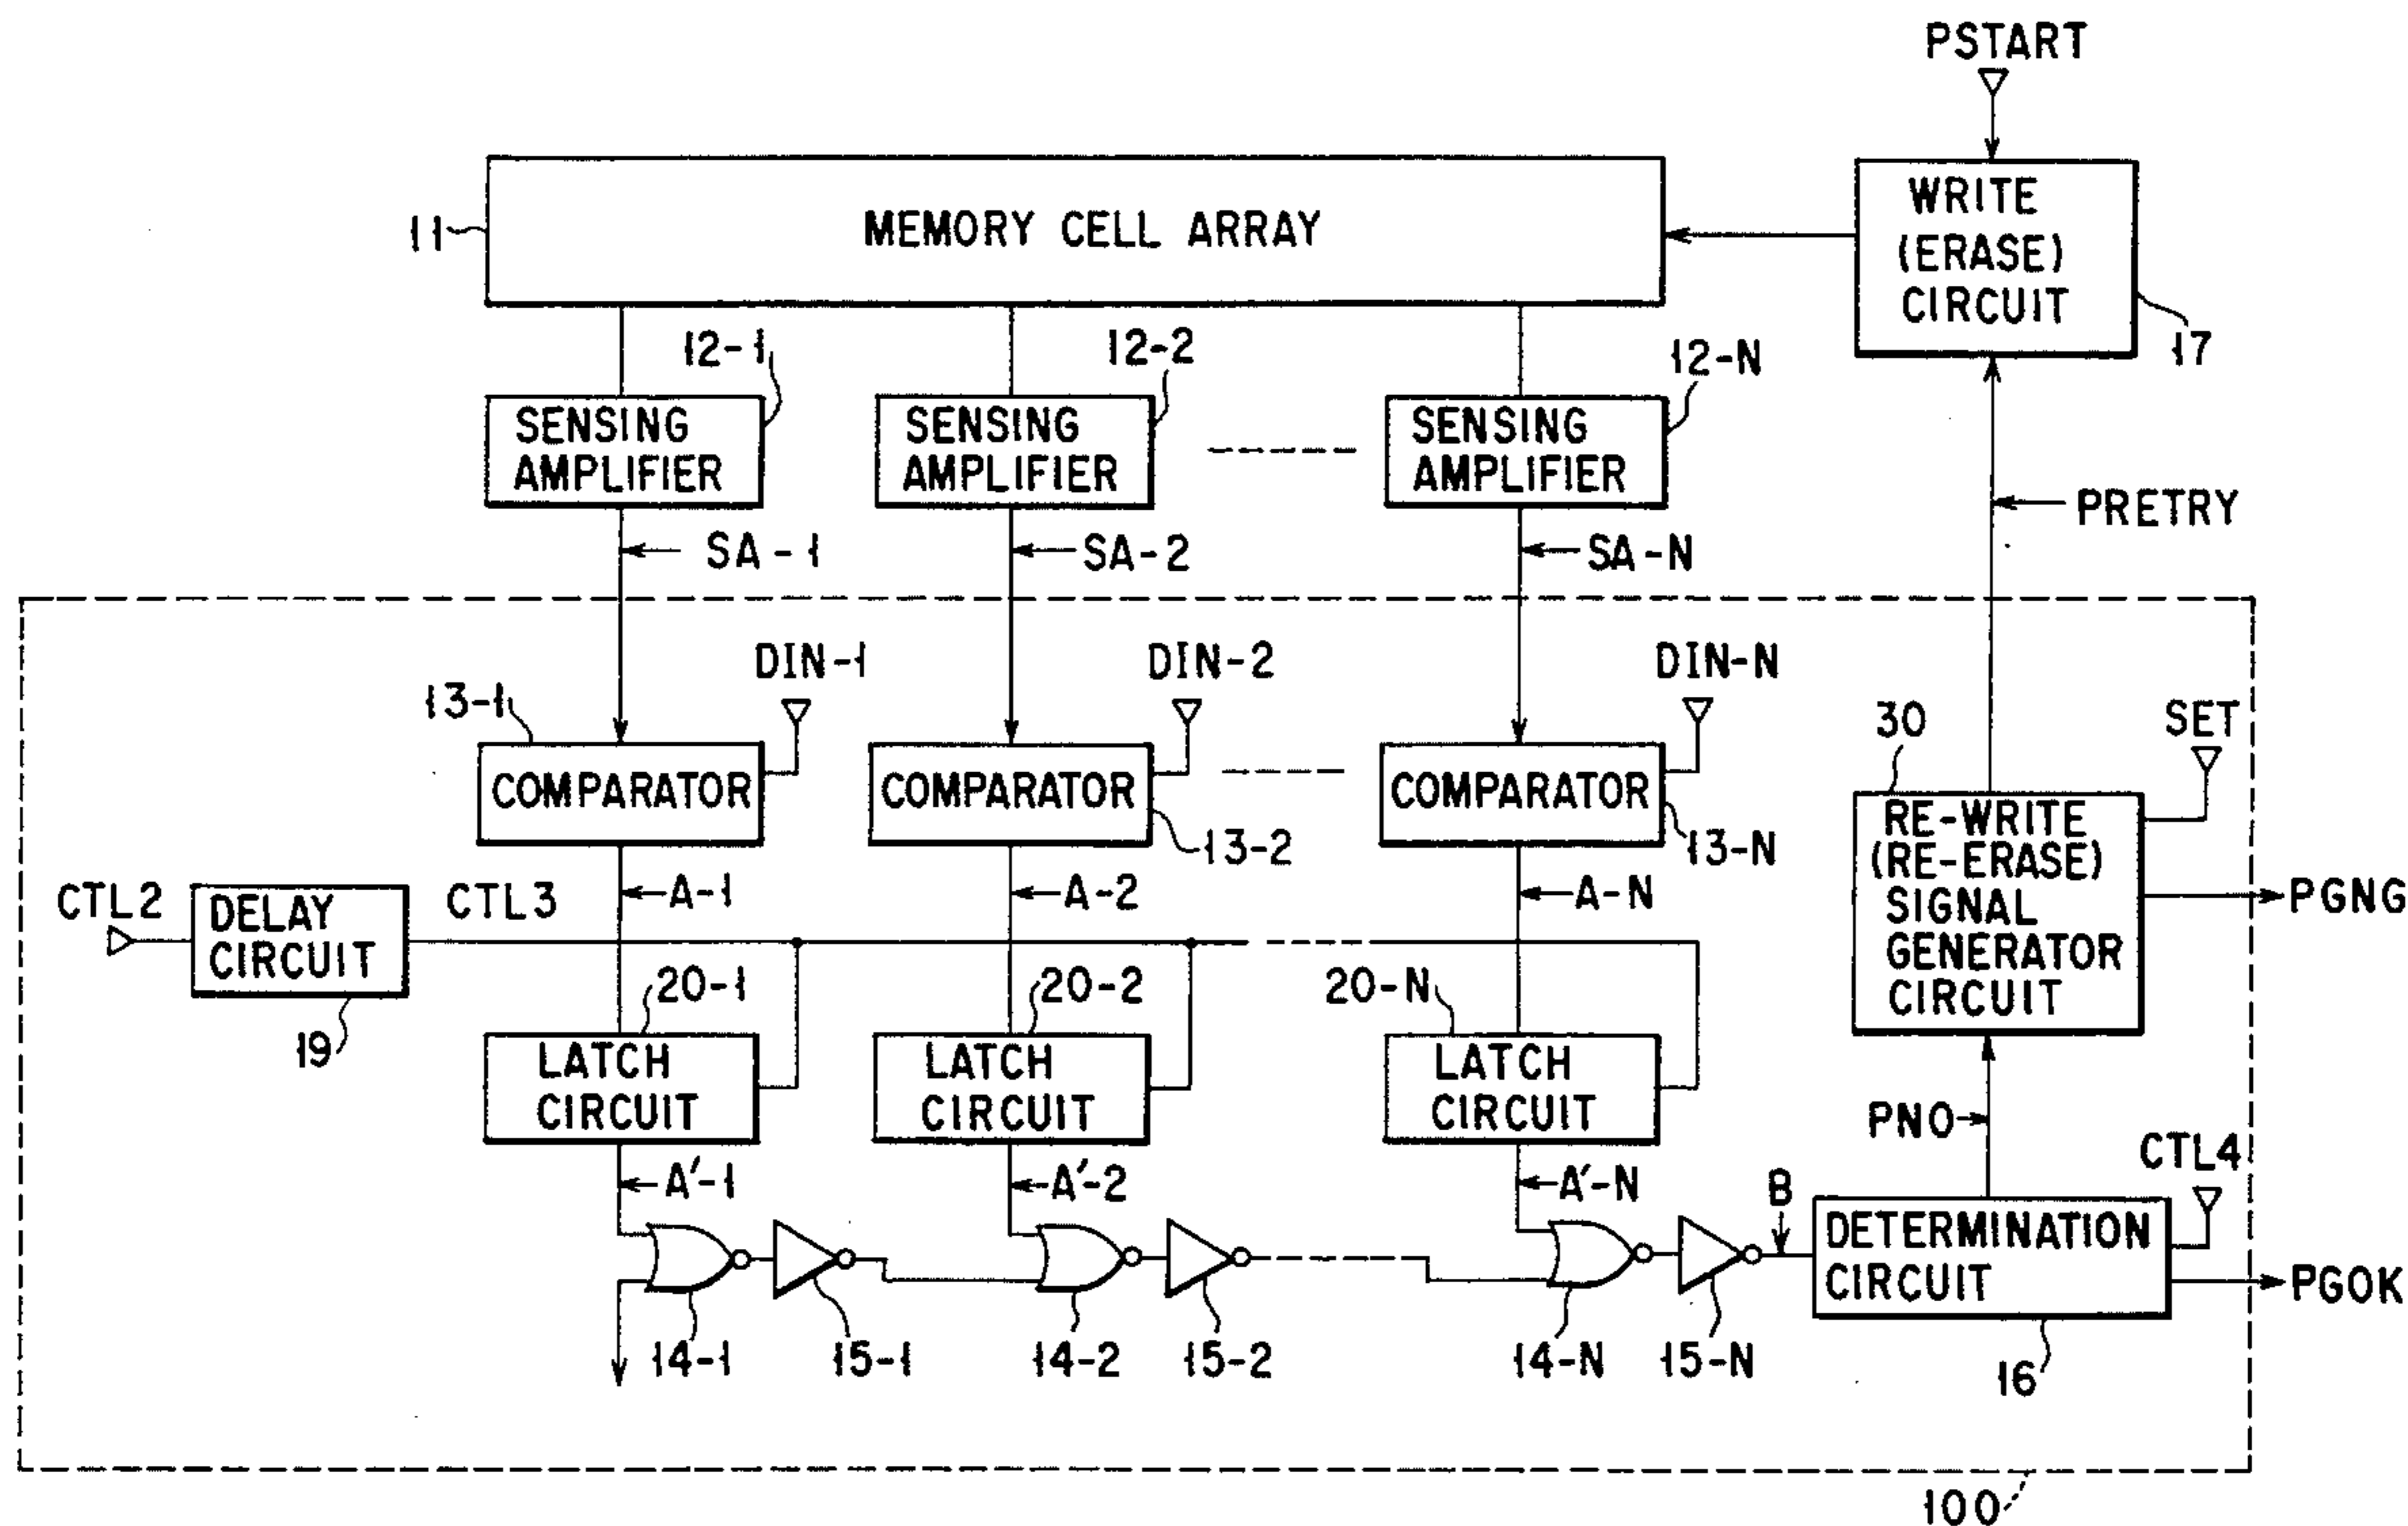 PSTART
MEMORY CELL ARRAY
11
WRITE
(ERASE)
CIRCUIT
17
12-1
12-2
12-N
SENSING
AMPLIFIER
SENSING
AMPLIFIER
SENSING
AMPLIFIER
PRETRY
SA-1
SA-2
SA-N
DIN-1
DIN-2
DIN-N
13-1
COMPARATOR
COMPARATOR
13-2
COMPARATOR
13-N
30
SET
RE-WRITE
(RE-ERASE)
SIGNAL
GENERATOR
CIRCUIT
PGNG
A-1
A-2
A-N
CTL2
DELAY
CIRCUIT
19
CTL3
20-1
20-2
20-N
LATCH
CIRCUIT
LATCH
CIRCUIT
LATCH
CIRCUIT
PNO
CTL4
A'-1
A'-2
A'-N
B
DETERMINATION
CIRCUIT
PGOK
14-1
15-1
14-2
15-2
14-N
15-N
16
100